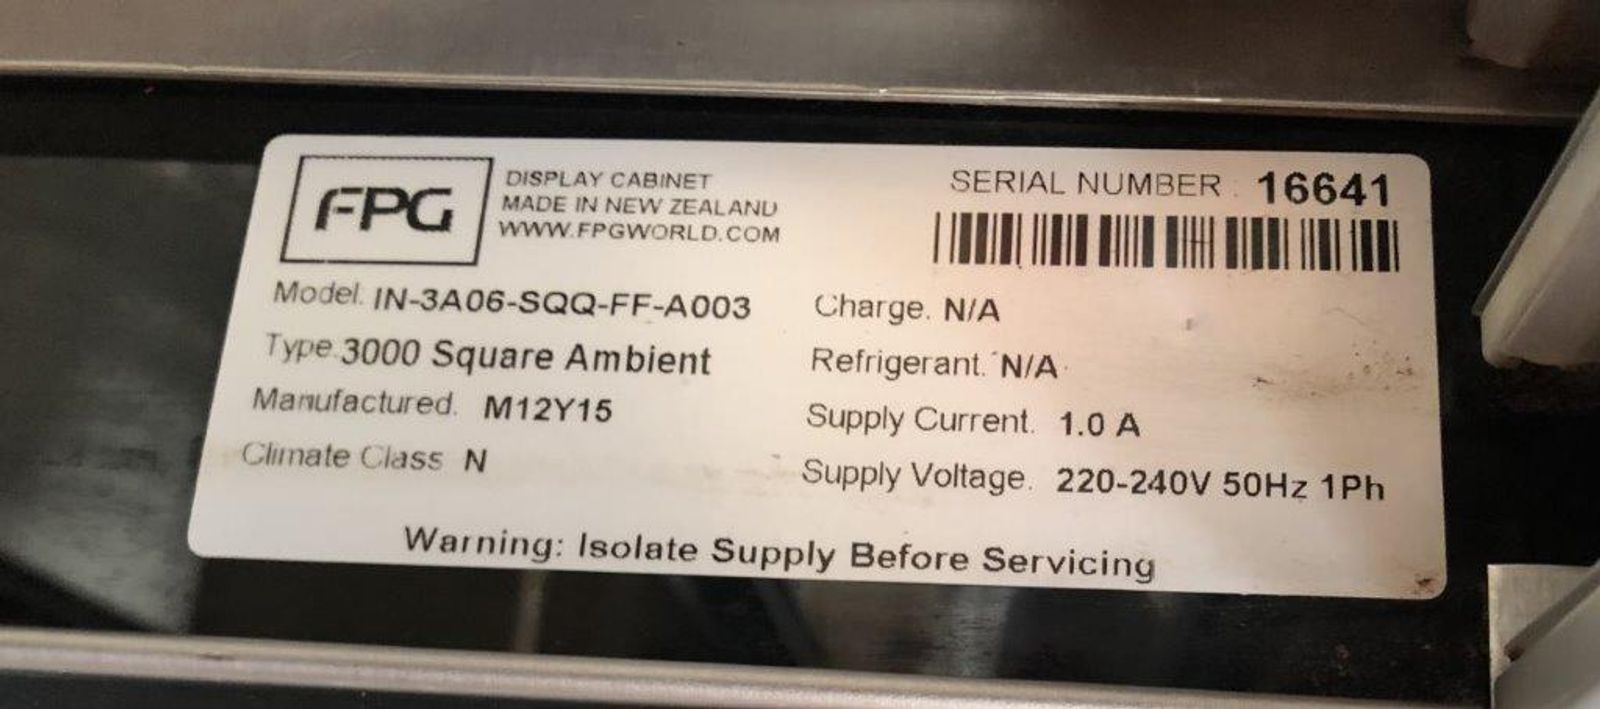 FPG
DISPLAY CABINET
MADE IN NEW ZEALAND
WWW.FPGWORLD.COM
SERIAL NUMBER : 16641
Model. IN-3A06-SQQ-FF-A003
Type 3000 Square Ambient
Manufactured. M12Y15
Climate Class N
Charge. N/A
Refrigerant. N/A
Supply Current. 1.0 A
Supply Voltage. 220-240V 50Hz 1Ph
Warning: Isolate Supply Before Servicing